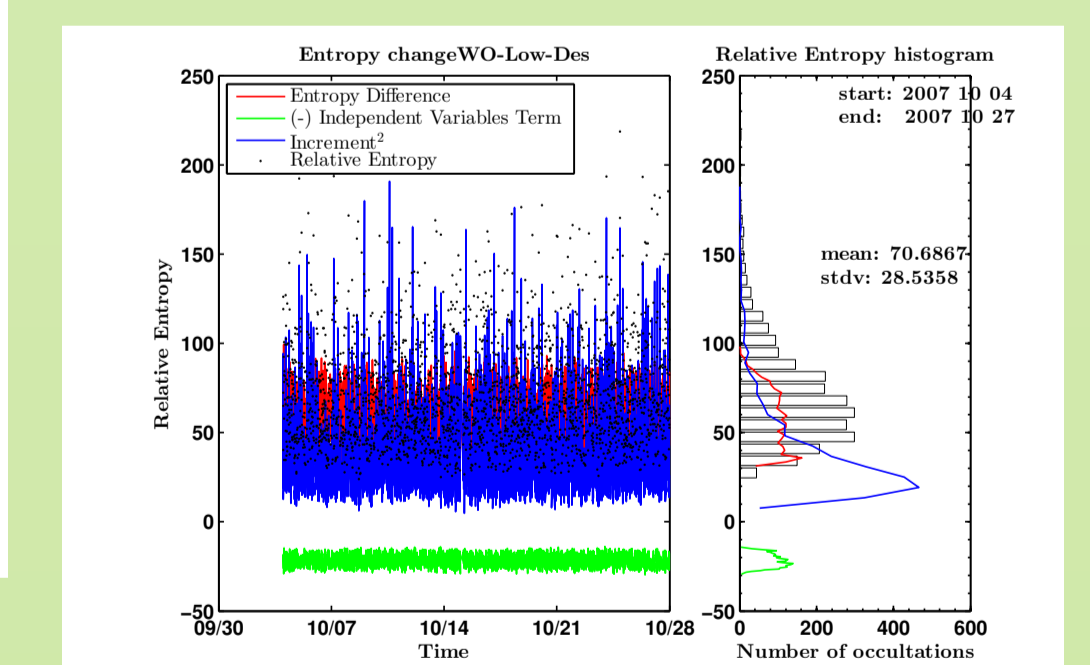 Entropy changeWO-Low-Des
Relative Entropy
250
200
150
100
50
0
−50
Entropy Difference
(-) Independent Variables Term
Increment²
Relative Entropy
09/30 10/07 10/14 10/21 10/28
Time
Relative Entropy histogram
250
200
150
100
50
0
−50
start: 2007 10 04
end: 2007 10 27
mean: 70.6867
stdv: 28.5358
0 200 400 600
Number of occultations